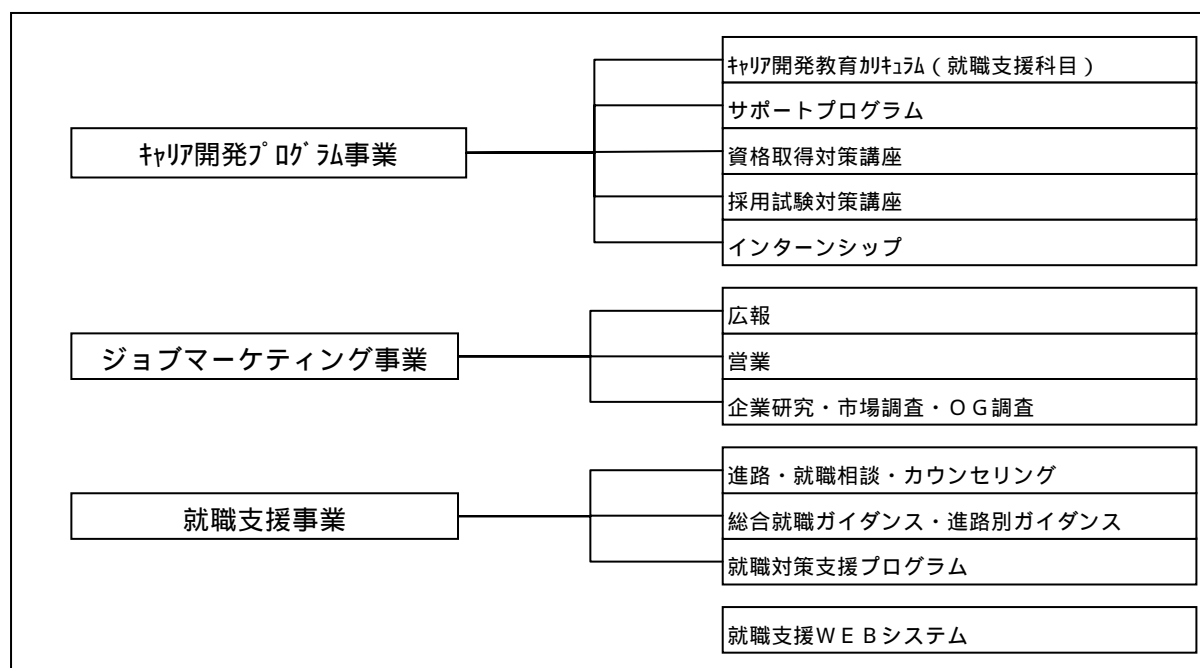 ｷｬﾘｱ開発ﾌﾟﾛｸﾞﾗﾑ事業
ｷｬﾘｱ開発教育ｶﾘｷｭﾗﾑ（就職支援科目）
サポートプログラム
資格取得対策講座
採用試験対策講座
インターンシップ
ジョブマーケティング事業
広報
営業
企業研究・市場調査・ＯＧ調査
就職支援事業
進路・就職相談・カウンセリング
総合就職ガイダンス・進路別ガイダンス
就職対策支援プログラム
就職支援ＷＥＢシステム